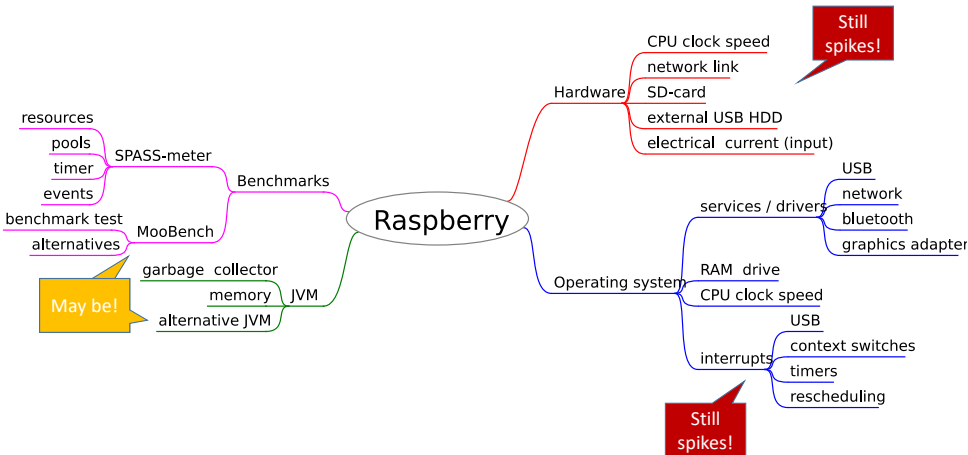 Still
spikes!
CPU clock speed
network link
Hardware
SD-card
external USB HDD
electrical current (input)
resources
pools
SPASS-meter
timer
events
Benchmarks
benchmark test
MooBench
alternatives
Raspberry
USB
network
services / drivers
bluetooth
graphics adapter
garbage collector
memory
JVM
alternative JVM
May be!
Operating system
RAM drive
CPU clock speed
USB
context switches
interrupts
timers
rescheduling
Still
spikes!